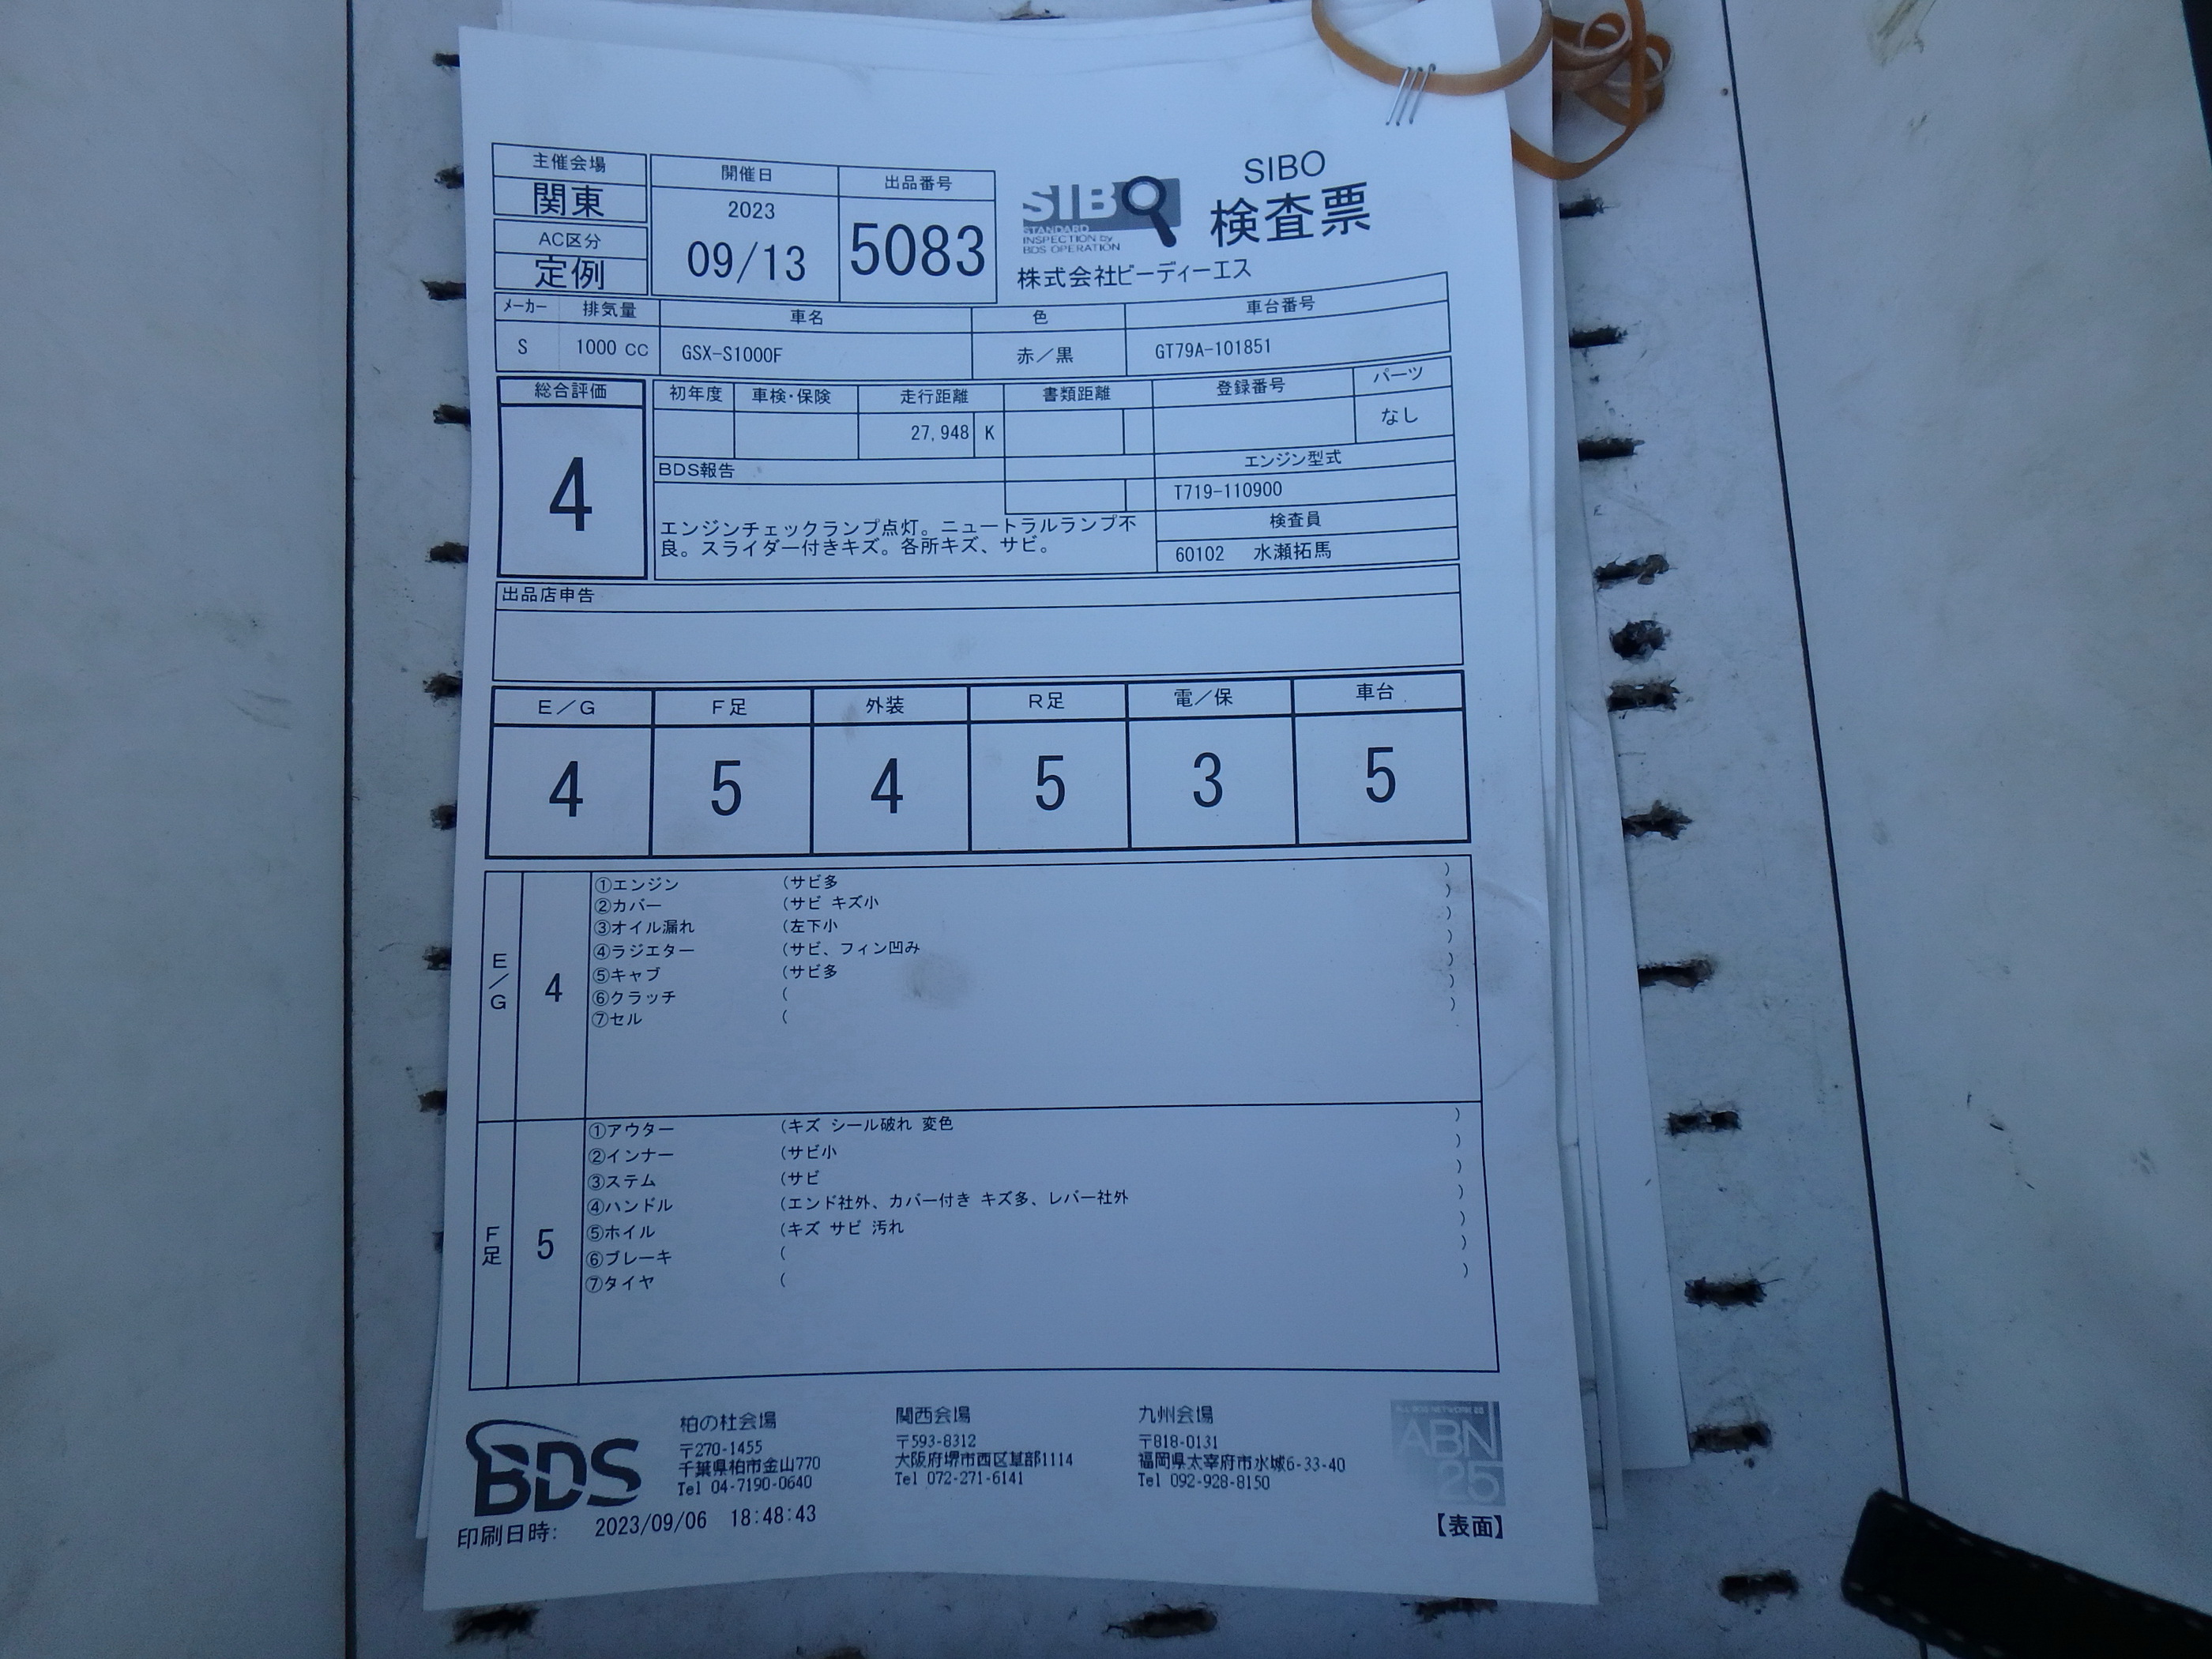 主催会場
関東
AC区分
定例
開催日
2023
09/13
出品番号
5083
SIBO
STANDARD
INSPECTION by
BDS OPERATION
SIBO
検査票
株式会社ビーディーエス
メーカー 排気量 車名 色 車台番号
S 1000 CC GSX-S1000F 赤／黒 GT79A-101851
総合評価
4
初年度 車検・保険 走行距離 書類距離 登録番号 パーツ
27,948 K なし
BDS報告
エンジンチェックランプ点灯。ニュートラルランプ不
良。スライダー付きキズ。各所キズ、サビ。
エンジン型式
T719-110900
検査員
60102 水瀬拓馬
出品店申告
E／G F足 外装 R足 電／保 車台
4 5 4 5 3 5
E／G
4
①エンジン (サビ多 )
②カバー (サビ キズ小 )
③オイル漏れ (左下小 )
④ラジエター (サビ、フィン凹み )
⑤キャブ (サビ多 )
⑥クラッチ ( )
⑦セル ( )
F足
5
①アウター (キズ シール破れ 変色 )
②インナー (サビ小 )
③ステム (サビ )
④ハンドル (エンド社外、カバー付き キズ多、レバー社外 )
⑤ホイル (キズ サビ 汚れ )
⑥ブレーキ ( )
⑦タイヤ ( )
BDS
柏の杜会場
〒270-1455
千葉県柏市金山770
Tel 04-7190-0640
関西会場
〒593-8312
大阪府堺市西区草部1114
Tel 072-271-6141
九州会場
〒818-0131
福岡県太宰府市水城6-33-40
Tel 092-928-8150
ABN
25
印刷日時: 2023/09/06 18:48:43
【表面】